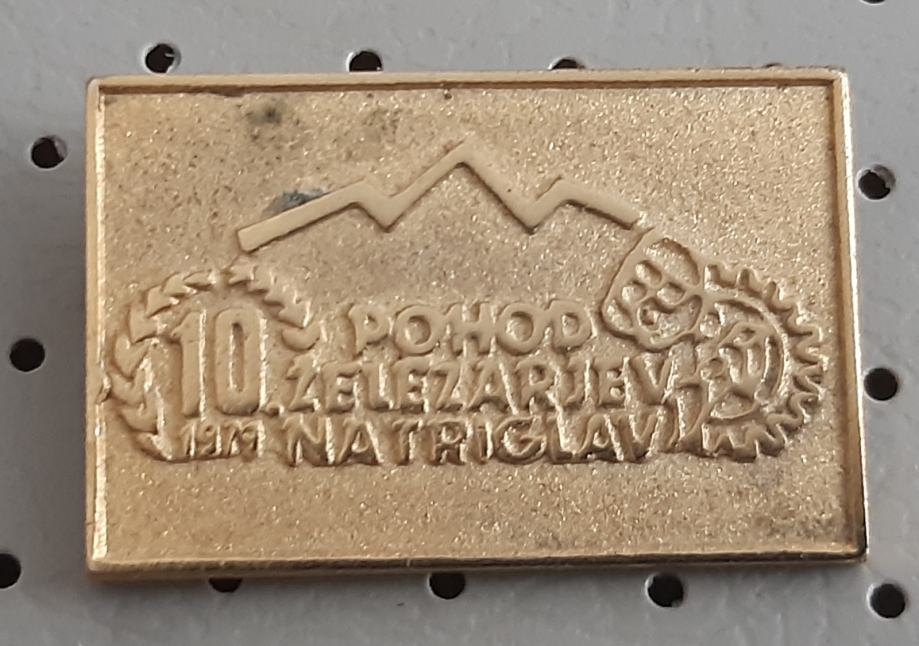 10. POHOD
ŽELEZARJEV
1979 NA TRIGLAV